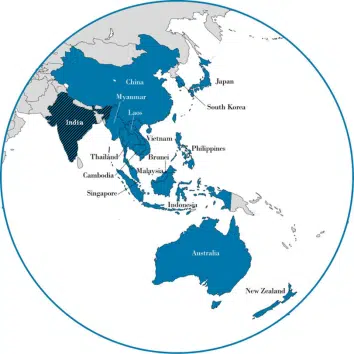 China
Japan
Myanmar
South Korea
Laos
India
Vietnam
Philippines
Thailand
Brunei
Malaysia
Cambodia
Singapore
Indonesia
Australia
New Zealand